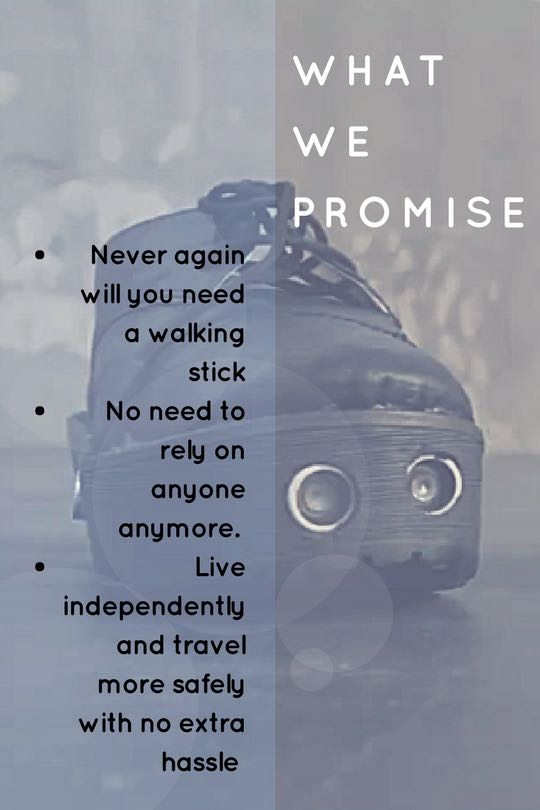 WHAT
WE
PROMISE
• Never again
will you need
a walking
stick
• No need to
rely on
anyone
anymore.
• Live
independently
and travel
more safely
with no extra
hassle